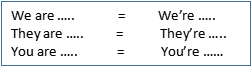 We are ..... = We're .....
They are ..... = They're .....
You are ..... = You're ......